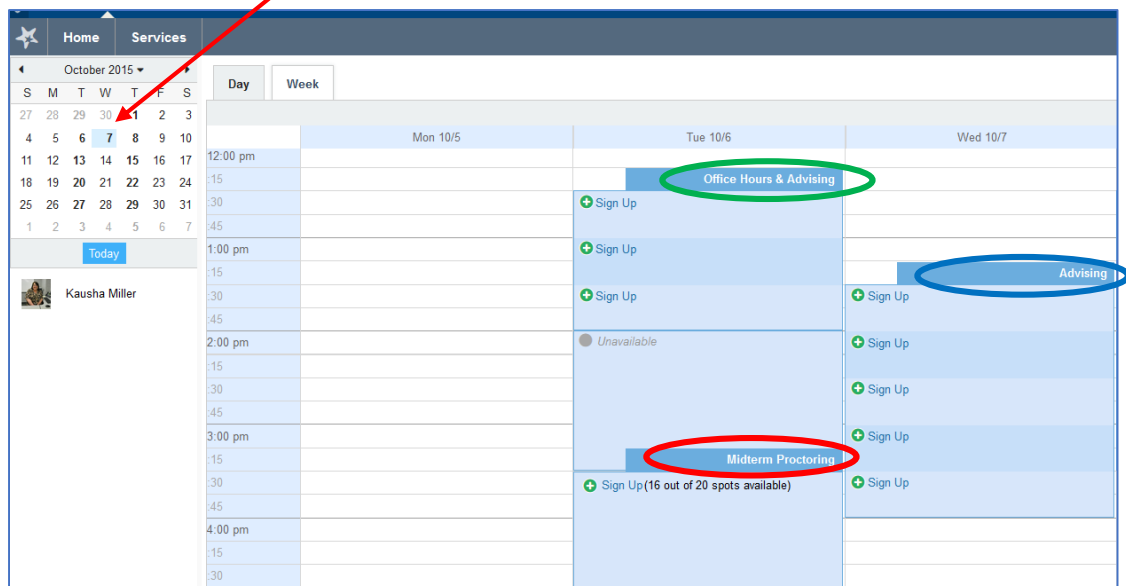 Home Services
October 2015
S M T W T F S
27 28 29 30 1 2 3
4 5 6 7 8 9 10
11 12 13 14 15 16 17
18 19 20 21 22 23 24
25 26 27 28 29 30 31
1 2 3 4 5 6 7
Today
Kausha Miller
Day Week
Mon 10/5 Tue 10/6 Wed 10/7
12:00 pm
:15 Office Hours & Advising
:30 Sign Up
:45
1:00 pm Sign Up
:15 Advising
:30 Sign Up Sign Up
:45
2:00 pm Unavailable Sign Up
:15
:30 Sign Up
:45
3:00 pm Sign Up
:15 Midterm Proctoring
:30 Sign Up(16 out of 20 spots available) Sign Up
:45
4:00 pm
:15
:30